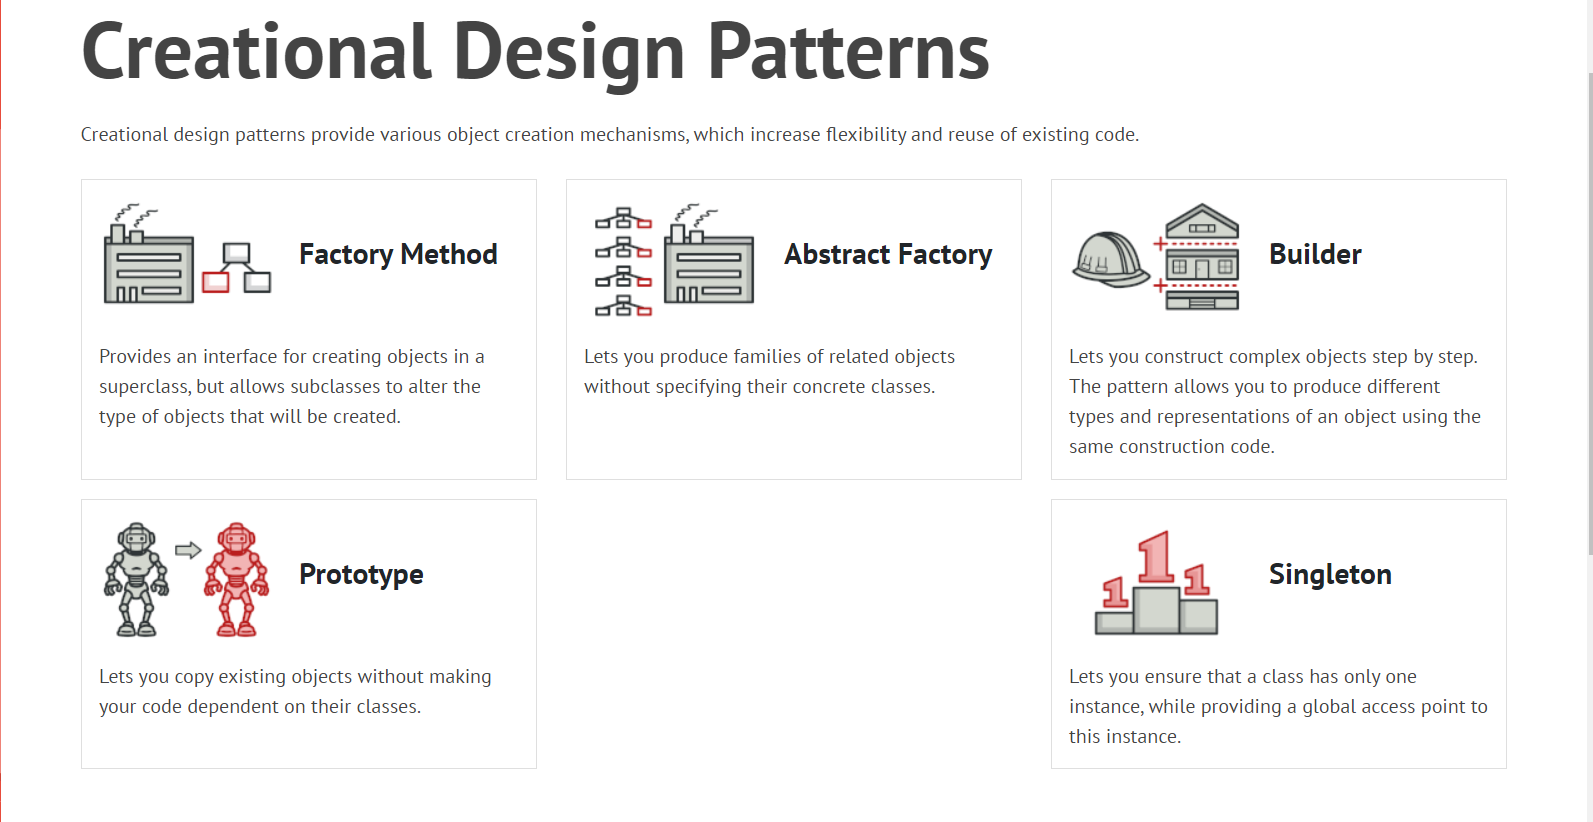 Creational Design Patterns
Creational design patterns provide various object creation mechanisms, which increase flexibility and reuse of existing code.
Factory Method
Provides an interface for creating objects in a
superclass, but allows subclasses to alter the
type of objects that will be created.
Abstract Factory
Lets you produce families of related objects
without specifying their concrete classes.
Builder
Lets you construct complex objects step by step.
The pattern allows you to produce different
types and representations of an object using the
same construction code.
Prototype
Lets you copy existing objects without making
your code dependent on their classes.
1 1 1
Singleton
Lets you ensure that a class has only one
instance, while providing a global access point to
this instance.